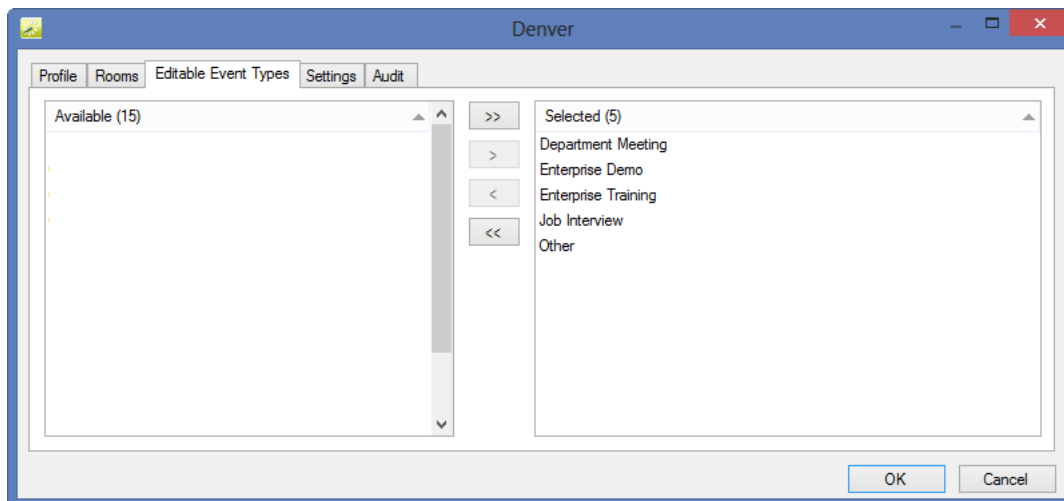 Denver
Profile Rooms Editable Event Types Settings Audit
Available (15)
>>
>
<
<<
Selected (5)
Department Meeting
Enterprise Demo
Enterprise Training
Job Interview
Other
OK Cancel